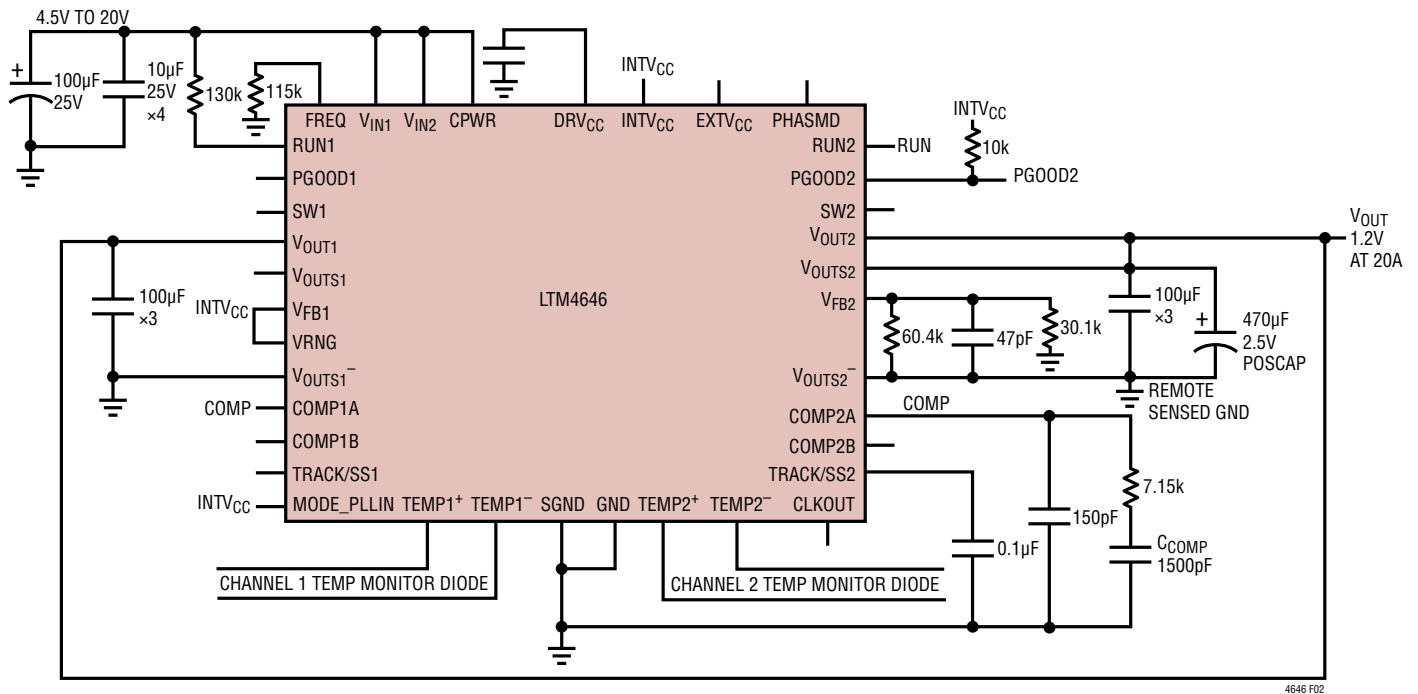 4.5V TO 20V
+
100µF
25V
10µF
25V
×4
130k
115k
INTVCC
INTVCC
10k
FREQ
VIN1
VIN2
CPWR
DRVCC
INTVCC
EXTVCC
PHASMD
RUN1
RUN2
RUN
PGOOD1
PGOOD2
PGOOD2
SW1
SW2
VOUT1
VOUT2
VOUT
1.2V
AT 20A
VOUTS1
VOUTS2
100µF
×3
INTVCC
VFB1
LTM4646
VFB2
60.4k
47pF
30.1k
100µF
×3
+
470µF
2.5V
POSCAP
VRNG
VOUTS1–
VOUTS2–
REMOTE
SENSED GND
COMP
COMP1A
COMP2A
COMP
COMP1B
COMP2B
TRACK/SS1
TRACK/SS2
INTVCC
MODE_PLLIN
TEMP1+
TEMP1–
SGND
GND
TEMP2+
TEMP2–
CLKOUT
7.15k
150pF
0.1µF
CCOMP
1500pF
CHANNEL 1 TEMP MONITOR DIODE
CHANNEL 2 TEMP MONITOR DIODE
4646 F02